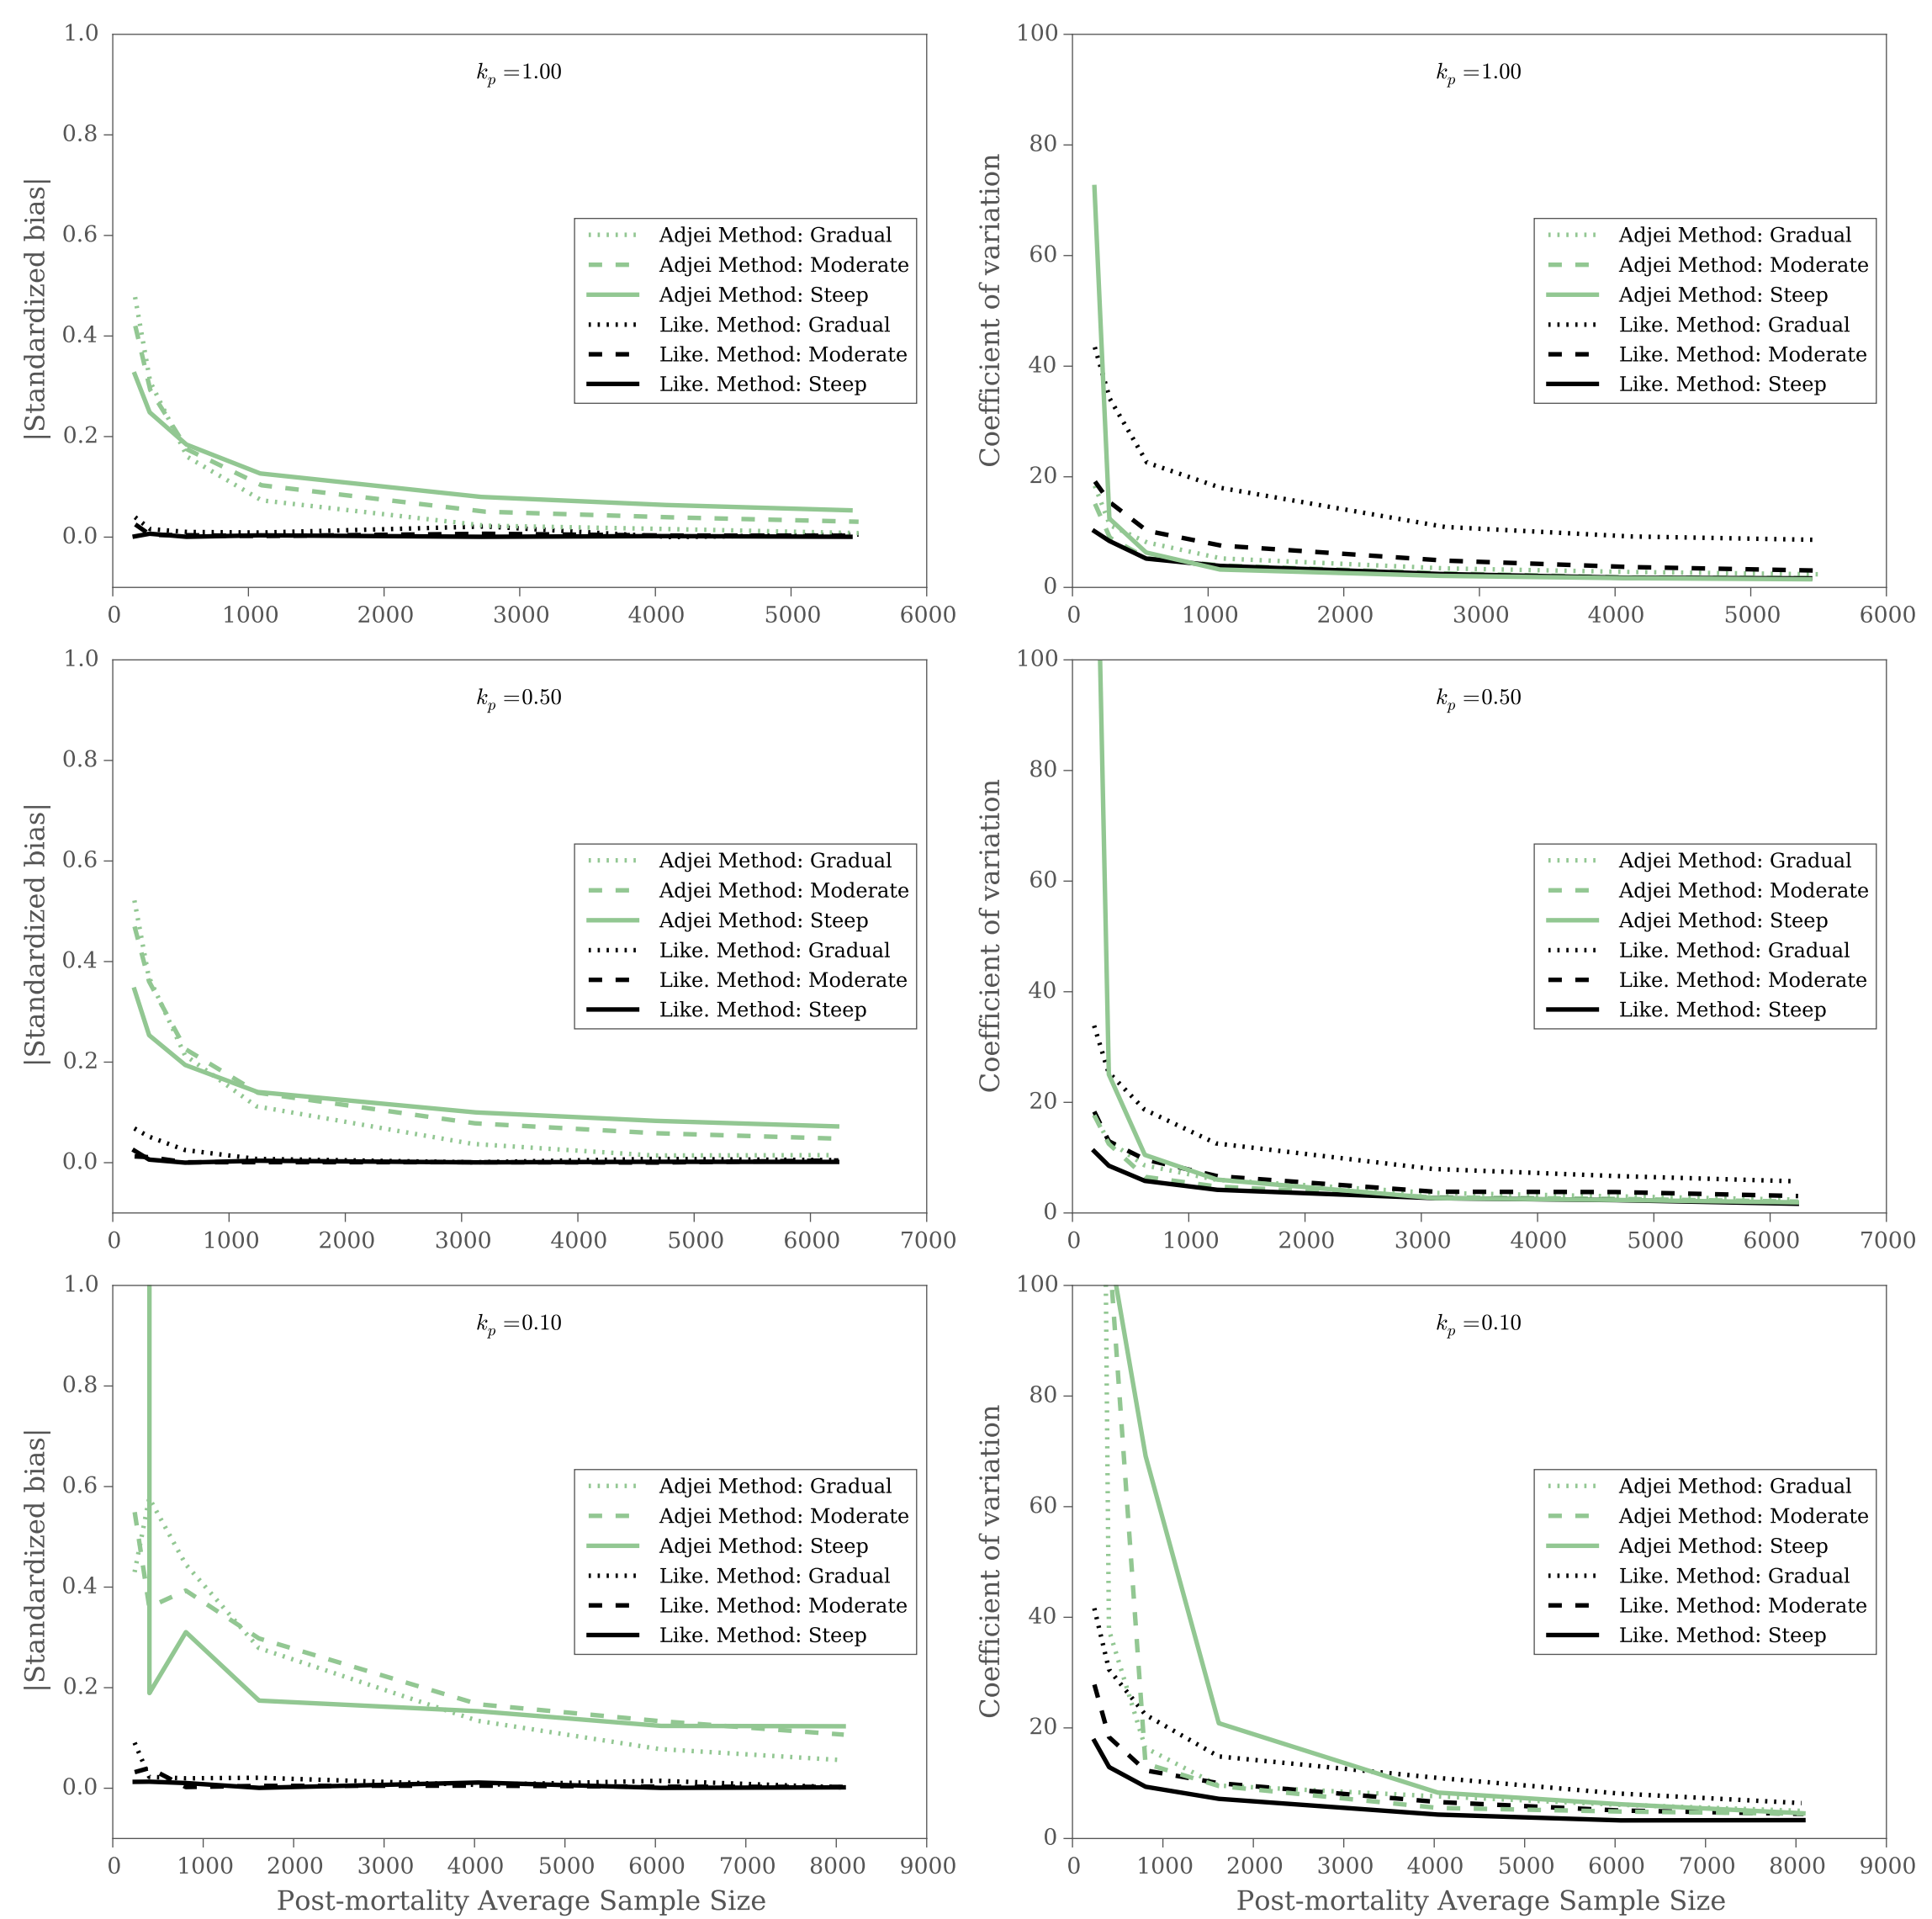 1.0
0.8
0.6
0.4
0.2
0.0
|Standardized bias|
k_p =1.00
Adjei Method: Gradual
Adjei Method: Moderate
Adjei Method: Steep
Like. Method: Gradual
Like. Method: Moderate
Like. Method: Steep
0 1000 2000 3000 4000 5000 6000
100
80
60
40
20
0
Coefficient of variation
k_p =1.00
Adjei Method: Gradual
Adjei Method: Moderate
Adjei Method: Steep
Like. Method: Gradual
Like. Method: Moderate
Like. Method: Steep
0 1000 2000 3000 4000 5000 6000
1.0
0.8
0.6
0.4
0.2
0.0
|Standardized bias|
k_p =0.50
Adjei Method: Gradual
Adjei Method: Moderate
Adjei Method: Steep
Like. Method: Gradual
Like. Method: Moderate
Like. Method: Steep
0 1000 2000 3000 4000 5000 6000 7000
100
80
60
40
20
0
Coefficient of variation
k_p =0.50
Adjei Method: Gradual
Adjei Method: Moderate
Adjei Method: Steep
Like. Method: Gradual
Like. Method: Moderate
Like. Method: Steep
0 1000 2000 3000 4000 5000 6000 7000
1.0
0.8
0.6
0.4
0.2
0.0
|Standardized bias|
k_p =0.10
Adjei Method: Gradual
Adjei Method: Moderate
Adjei Method: Steep
Like. Method: Gradual
Like. Method: Moderate
Like. Method: Steep
0 1000 2000 3000 4000 5000 6000 7000 8000 9000
Post-mortality Average Sample Size
100
80
60
40
20
0
Coefficient of variation
k_p =0.10
Adjei Method: Gradual
Adjei Method: Moderate
Adjei Method: Steep
Like. Method: Gradual
Like. Method: Moderate
Like. Method: Steep
0 1000 2000 3000 4000 5000 6000 7000 8000 9000
Post-mortality Average Sample Size